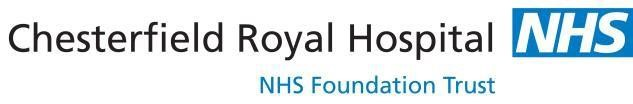 Chesterfield Royal Hospital NHS
NHS Foundation Trust